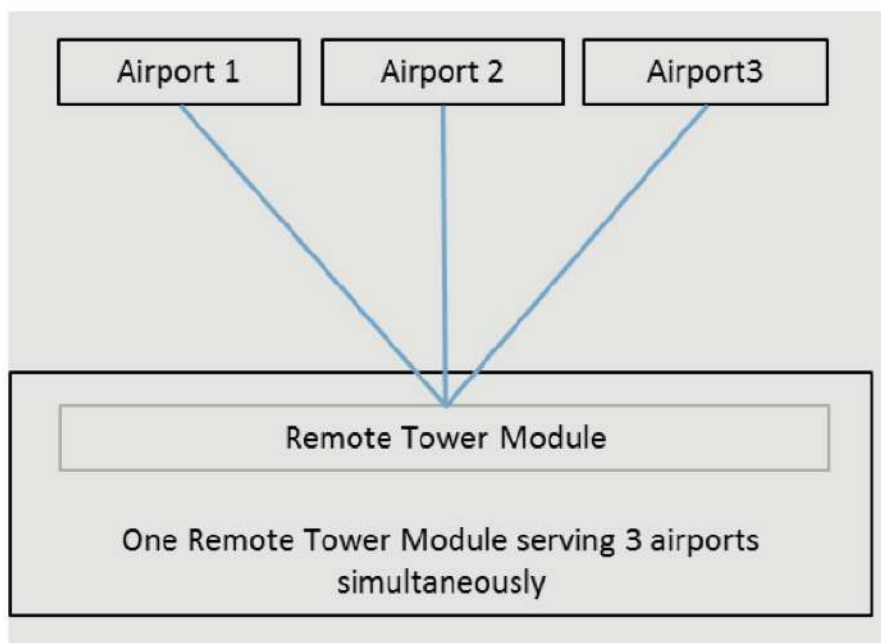 Airport 1
Airport 2
Airport3
Remote Tower Module
One Remote Tower Module serving 3 airports
simultaneously